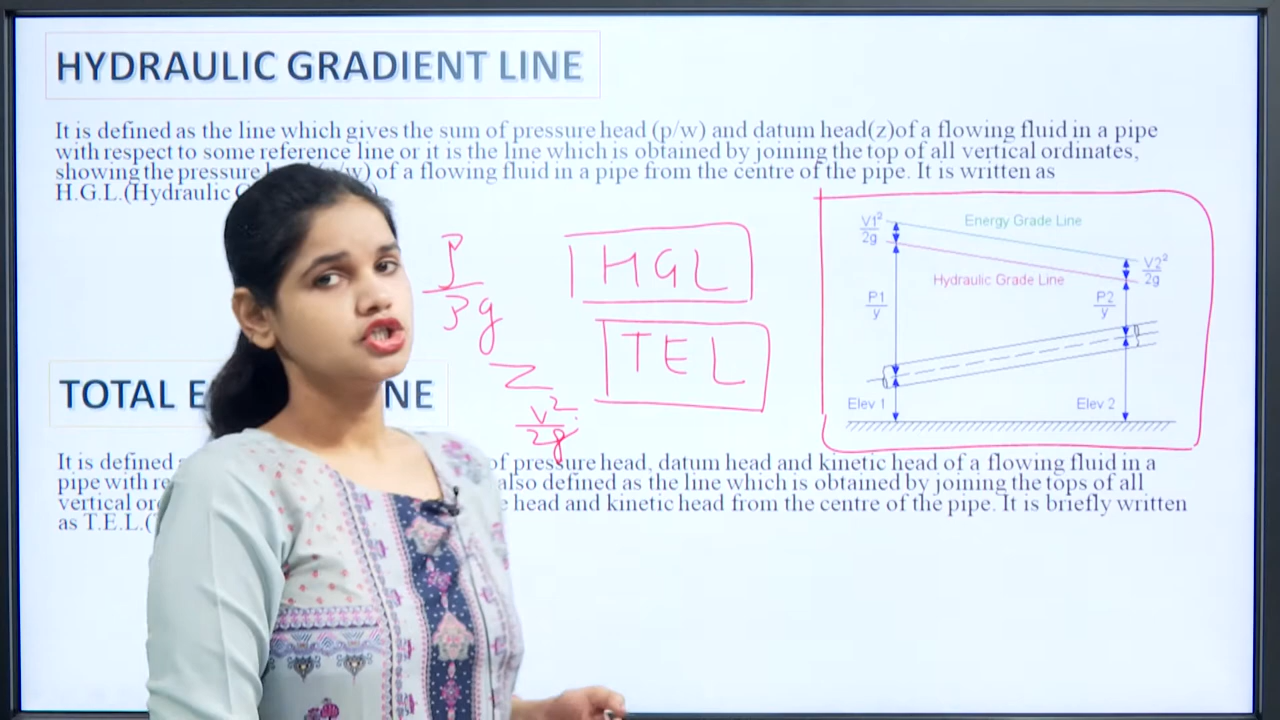 HYDRAULIC GRADIENT LINE
It is defined as the line which gives the sum of pressure head (p/w) and datum head(z)of a flowing fluid in a pipe
with respect to some reference line or it is the line which is obtained by joining the top of all vertical ordinates,
showing the pressure /w) of a flowing fluid in a pipe from the centre of the pipe. It is written as
H.G.L.(Hydraulic
P/ρg
Z
V²/2g
HGL
TEL
V1²/2g
Energy Grade Line
V2²/2g
Hydraulic Grade Line
P1/y
P2/y
Elev 1
Elev 2
TOTAL E NE
It is defined of pressure head, datum head and kinetic head of a flowing fluid in a
pipe with re also defined as the line which is obtained by joining the tops of all
vertical or head and kinetic head from the centre of the pipe. It is briefly written
as T.E.L.(